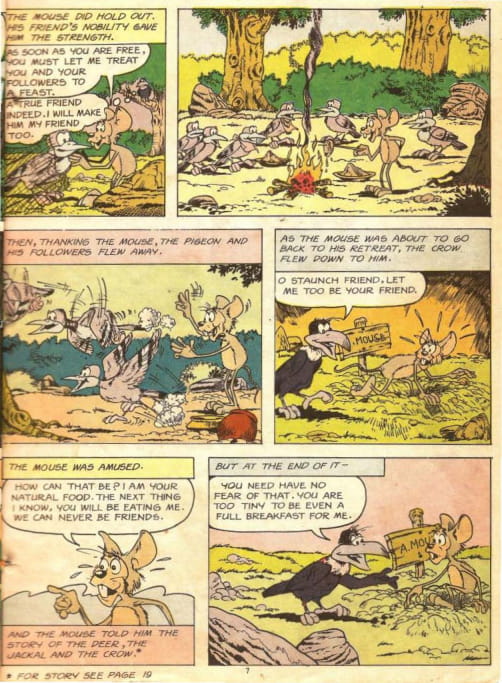 THE MOUSE DID HOLD OUT.
HIS FRIEND'S NOBILITY GAVE
HIM THE STRENGTH.
AS SOON AS YOU ARE FREE,
YOU MUST LET ME TREAT
YOU AND YOUR
FOLLOWERS TO
A FEAST.
A TRUE FRIEND
INDEED. I WILL MAKE
HIM MY FRIEND
TOO.
THEN, THANKING THE MOUSE, THE PIGEON AND
HIS FOLLOWERS FLEW AWAY.
AS THE MOUSE WAS ABOUT TO GO
BACK TO HIS RETREAT, THE CROW
FLEW DOWN TO HIM.
O STAUNCH FRIEND, LET
ME TOO BE YOUR FRIEND.
A. MOUSE
THE MOUSE WAS AMUSED.
HOW CAN THAT BE? I AM YOUR
NATURAL FOOD. THE NEXT THING
I KNOW, YOU WILL BE EATING ME.
WE CAN NEVER BE FRIENDS.
AND THE MOUSE TOLD HIM THE
STORY OF THE DEER, THE
JACKAL AND THE CROW.*
BUT AT THE END OF IT—
YOU NEED HAVE NO
FEAR OF THAT. YOU ARE
TOO TINY TO BE EVEN A
FULL BREAKFAST FOR ME.
A. MOU
* FOR STORY SEE PAGE 19
7